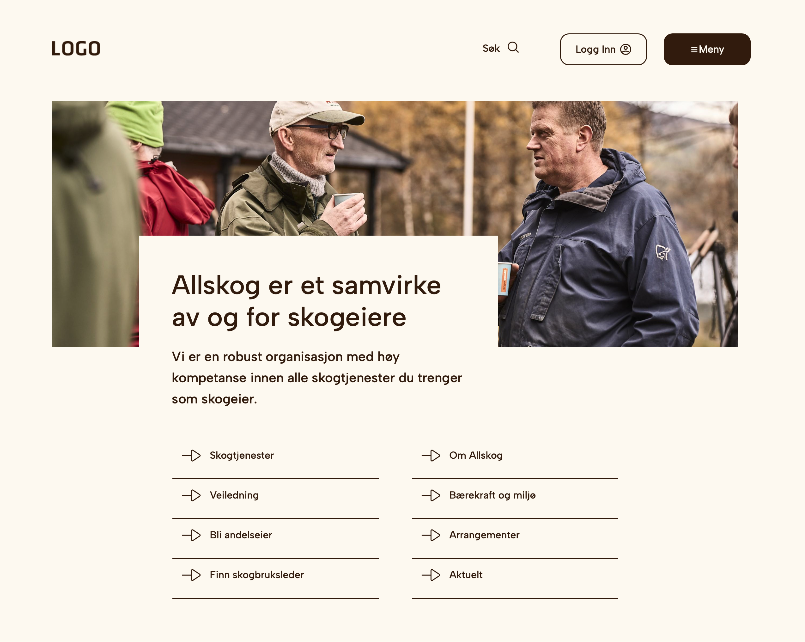 LOGO
Søk
Logg Inn
Meny
Allskog er et samvirke
av og for skogeiere
Vi er en robust organisasjon med høy
kompetanse innen alle skogtjenester du trenger
som skogeier.
Skogtjenester
Om Allskog
Veiledning
Bærekraft og miljø
Bli andelseier
Arrangementer
Finn skogbruksleder
Aktuelt